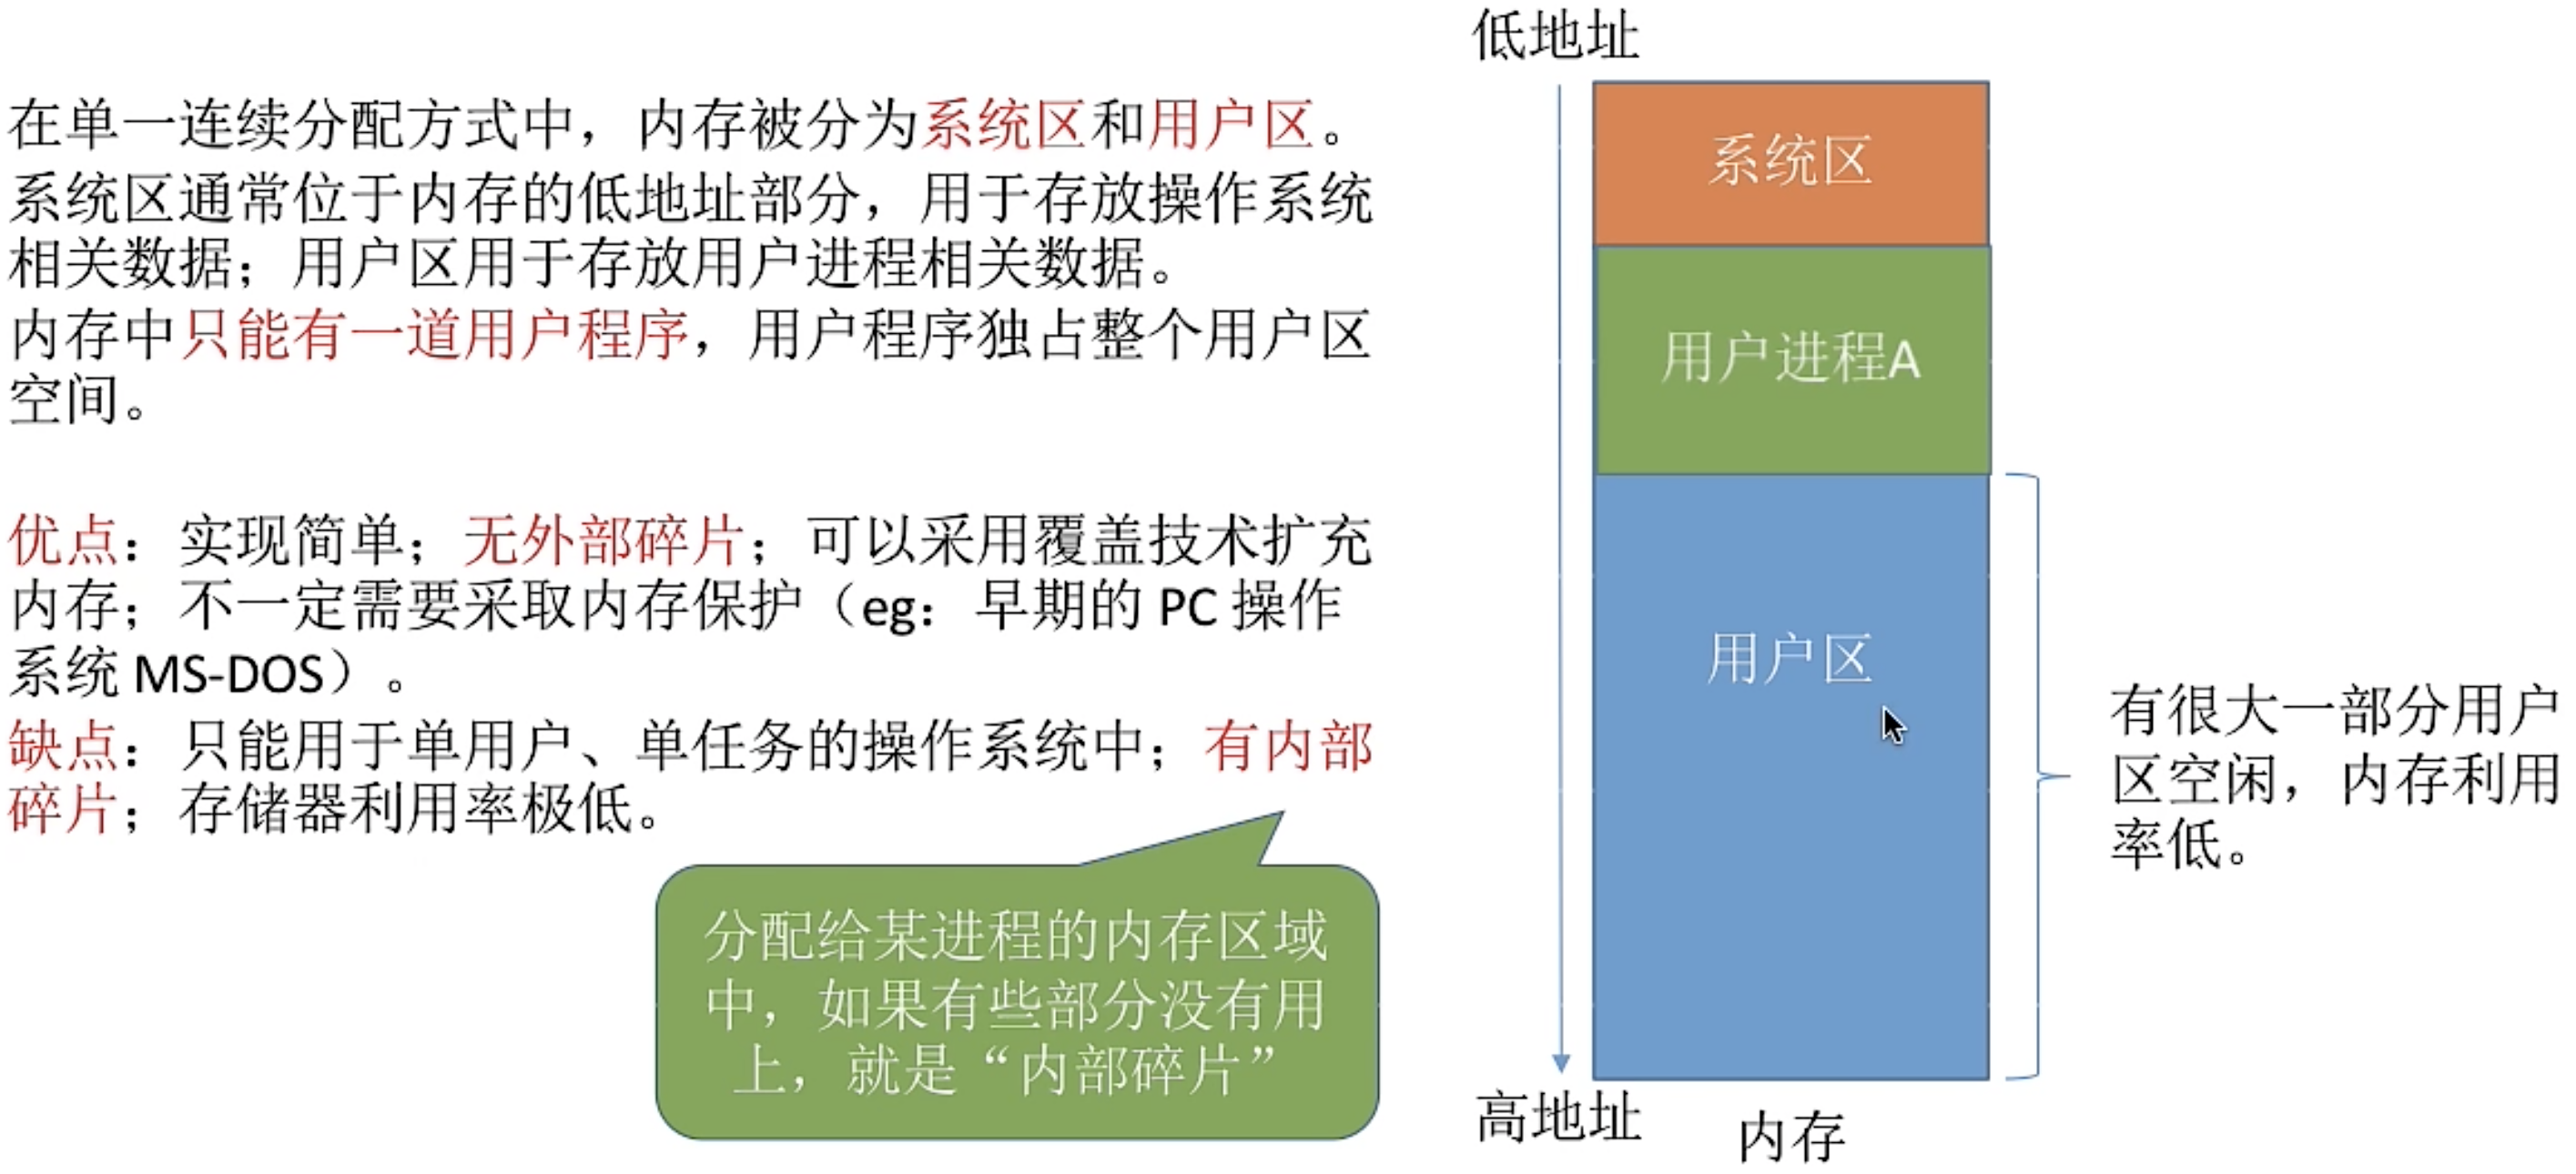 在单一连续分配方式中，内存被分为系统区和用户区。
系统区通常位于内存的低地址部分，用于存放操作系统
相关数据；用户区用于存放用户进程相关数据。
内存中只能有一道用户程序，用户程序独占整个用户区
空间。
优点：实现简单；无外部碎片；可以采用覆盖技术扩充
内存；不一定需要采取内存保护（eg：早期的 PC 操作
系统 MS-DOS）。
缺点：只能用于单用户、单任务的操作系统中；有内部
碎片；存储器利用率极低。
分配给某进程的内存区域
中，如果有些部分没有用
上，就是“内部碎片”
低地址
系统区
用户进程A
用户区
有很大一部分用户
区空闲，内存利用
率低。
高地址
内存